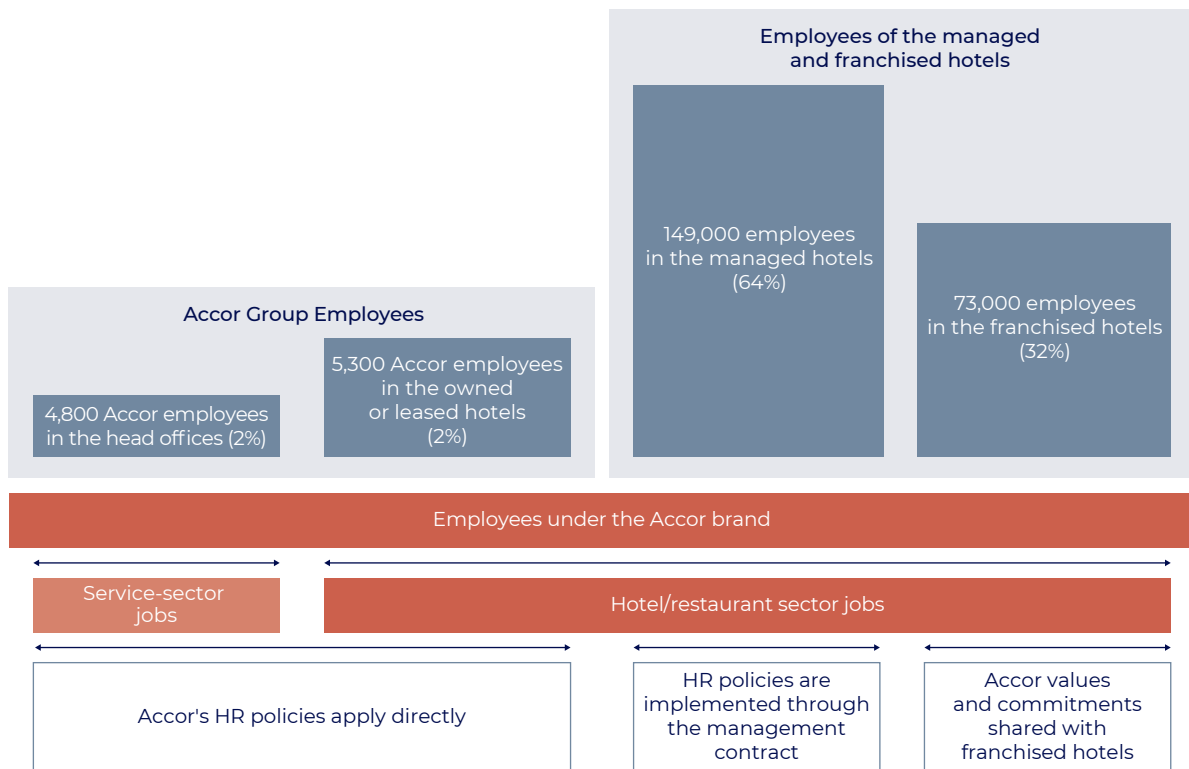 Employees of the managed
and franchised hotels
149,000 employees
in the managed hotels
(64%)
73,000 employees
in the franchised hotels
(32%)
Accor Group Employees
4,800 Accor employees
in the head offices (2%)
5,300 Accor employees
in the owned
or leased hotels
(2%)
Employees under the Accor brand
Service-sector
jobs
Hotel/restaurant sector jobs
Accor's HR policies apply directly
HR policies are
implemented through
the management
contract
Accor values
and commitments
shared with
franchised hotels